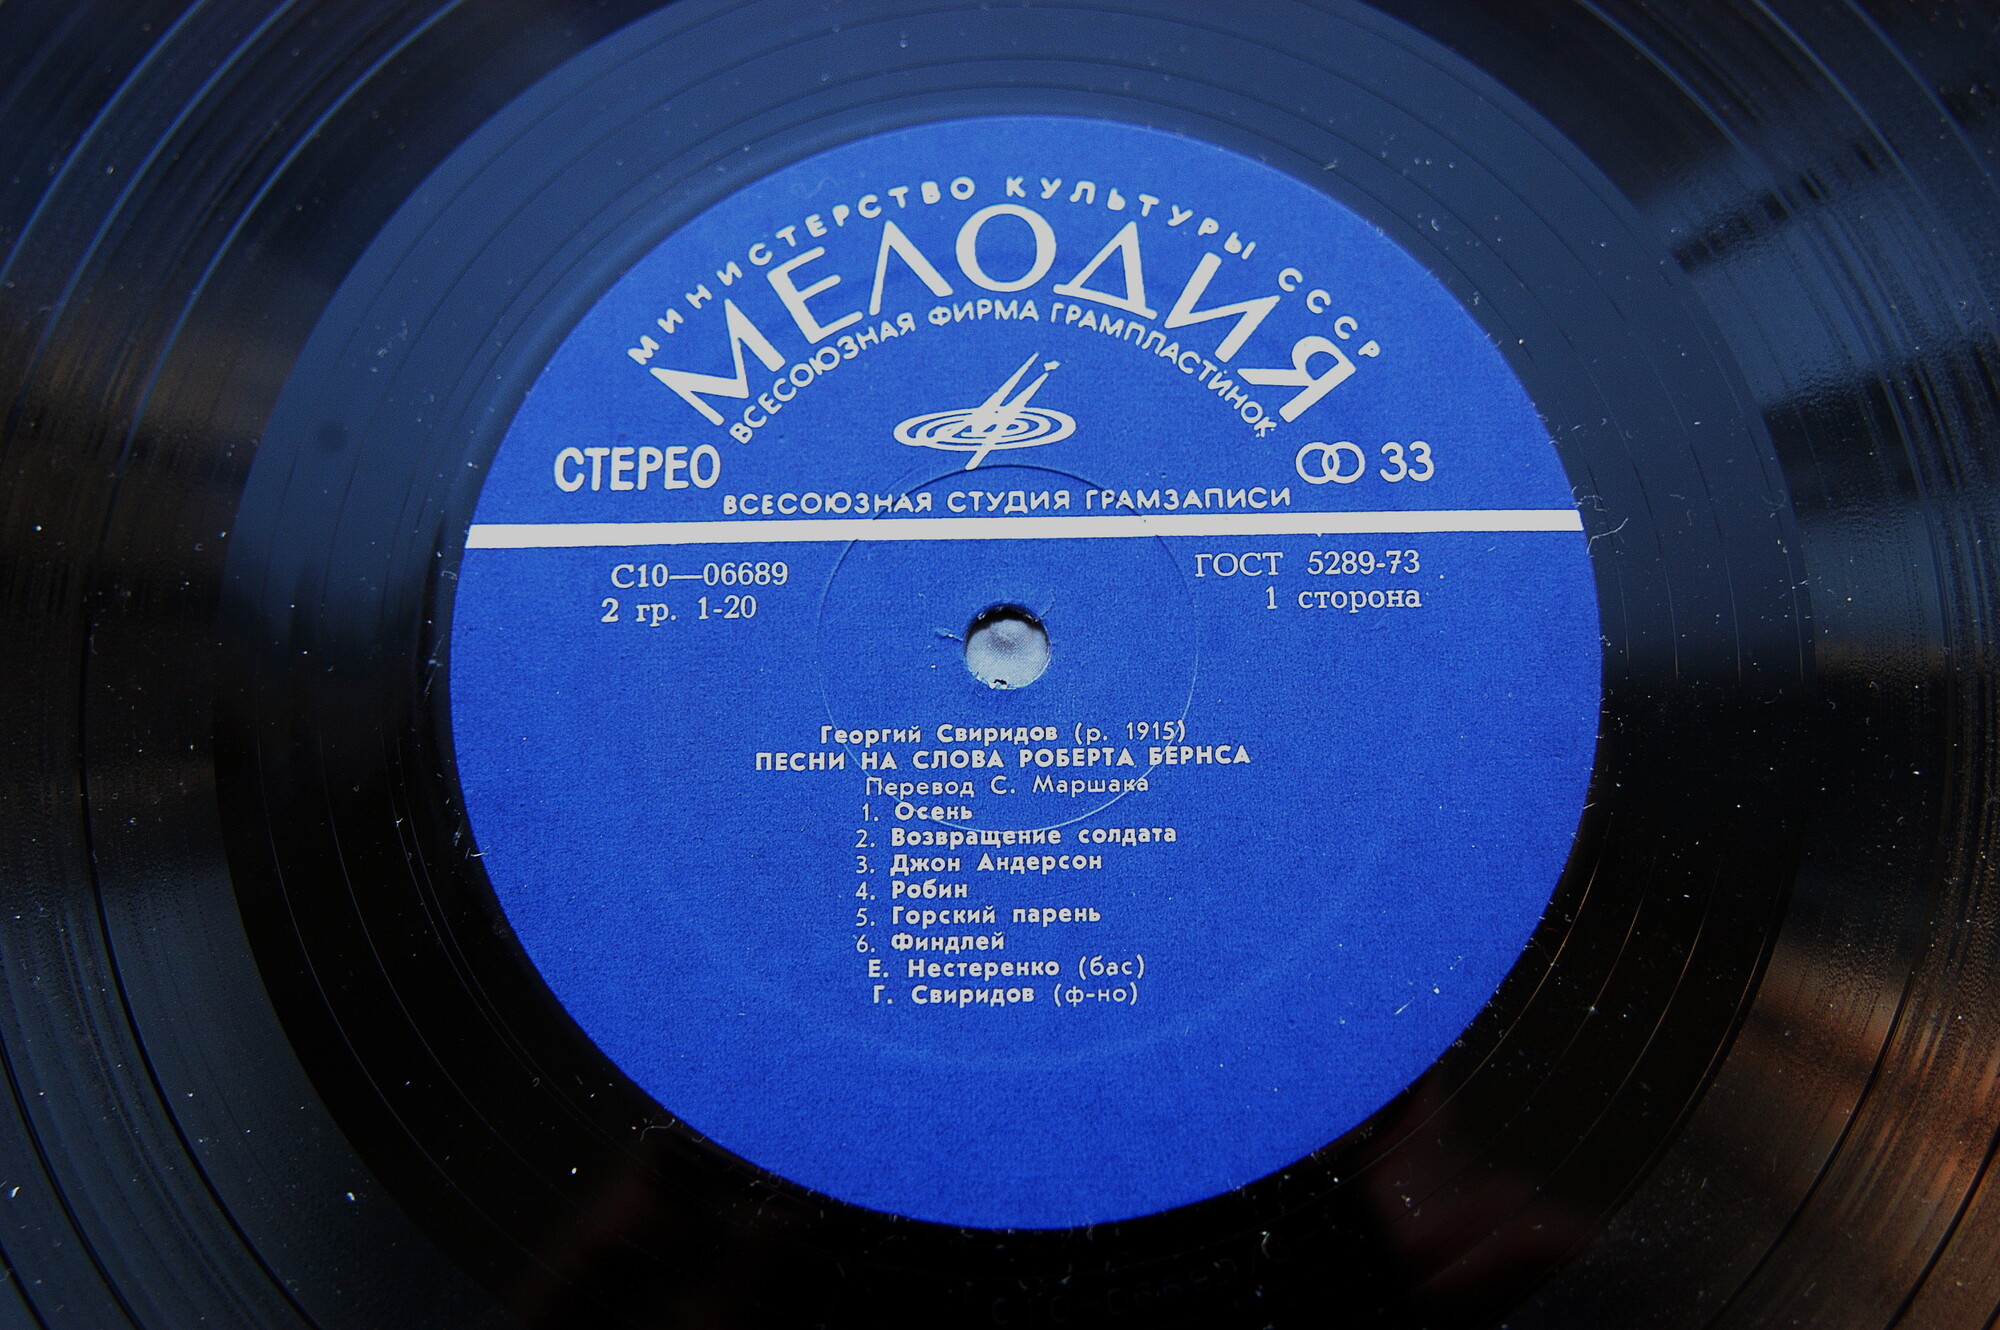 МИНИСТЕРСТВО КУЛЬТУРЫ СССР
МЕЛОДИЯ
ВСЕСОЮЗНАЯ ФИРМА ГРАМПЛАСТИНОК
СТЕРЕО
33
ВСЕСОЮЗНАЯ СТУДИЯ ГРАМЗАПИСИ
С10—06689
2 гр. 1-20
ГОСТ 5289-73
1 сторона
Георгий Свиридов (р. 1915)
ПЕСНИ НА СЛОВА РОБЕРТА БЕРНСА
Перевод С. Маршака
1. Осень
2. Возвращение солдата
3. Джон Андерсон
4. Робин
5. Горский парень
6. Финдлей
Е. Нестеренко (бас)
Г. Свиридов (ф-но)